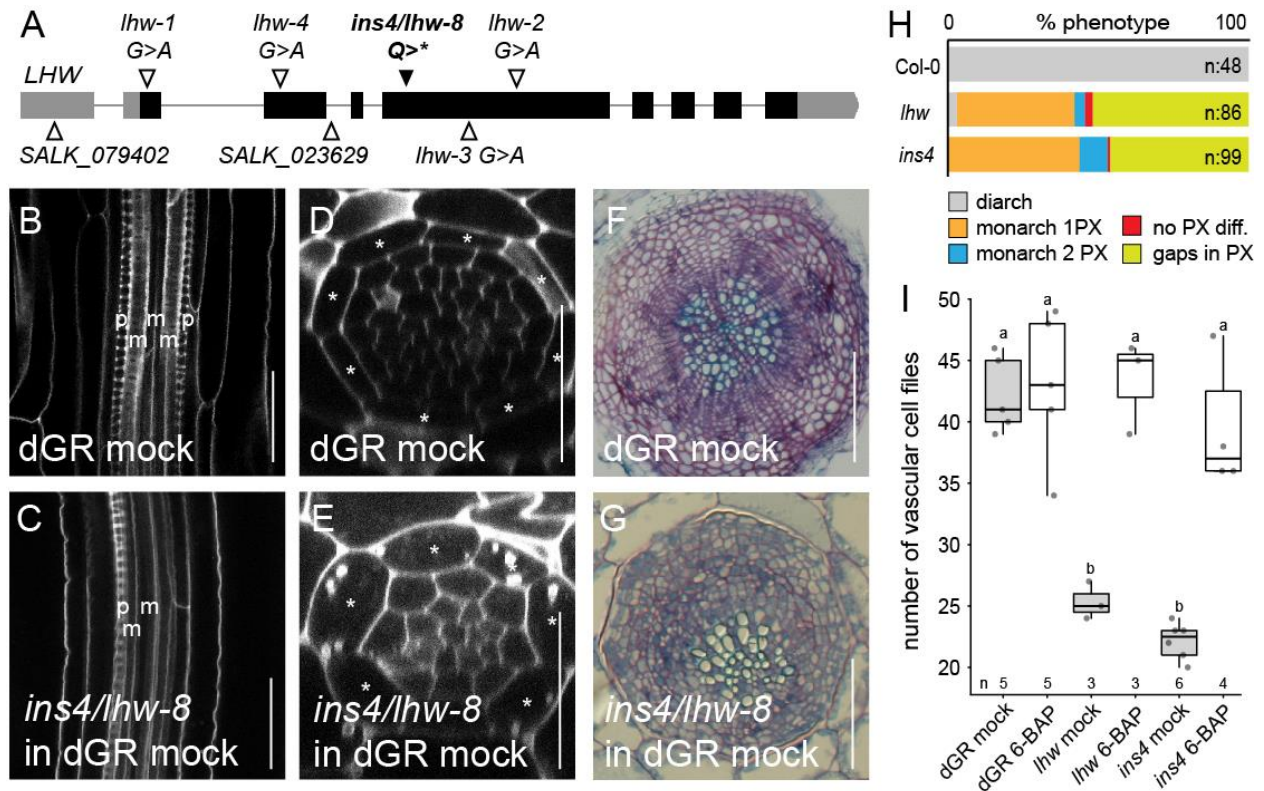 A
lhw-1
G>A
lhw-4
G>A
ins4/lhw-8
Q>*
lhw-2
G>A
LHW
SALK_079402
SALK_023629
lhw-3 G>A
B
p
m
m
m
p
dGR mock
C
p
m
m
ins4/lhw-8
in dGR mock
D
* * * * * * * *
dGR mock
E
* * * * * *
ins4/lhw-8
in dGR mock
F
dGR mock
G
ins4/lhw-8
in dGR mock
H
0 % phenotype 100
Col-0 n:48
lhw n:86
ins4 n:99
diarch
monarch 1PX
no PX diff.
monarch 2 PX
gaps in PX
I
number of vascular cell files
50
45
40
35
30
25
20
a a b a b a
n 5 5 3 3 6 4
dGR mock
dGR 6-BAP
lhw mock
lhw 6-BAP
ins4 mock
ins4 6-BAP